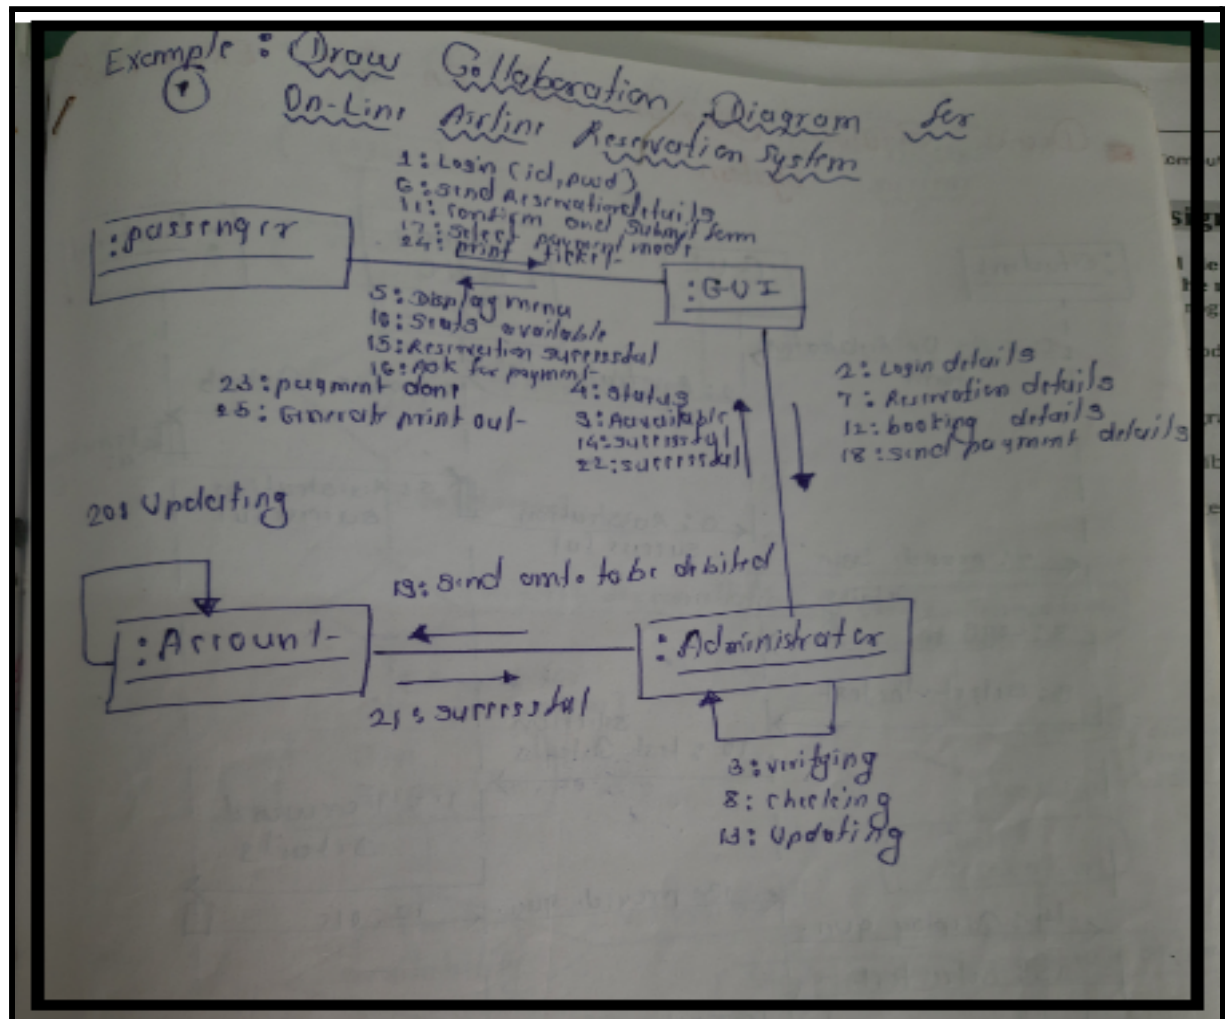 Example : Draw Collaboration Diagram for
On-Line Airline Reservation System
1: Login (id, pwd)
6: Send Reservation details
11: Confirm and submit form
17: Select payment mode
24: print ticket
:passenger
:GUI
5: Display menu
10: Seats available
15: Reservation successful
16: Ask for payment
23: payment done
25: Generate print out
4: Status
9: Available
14: successful
22: successful
2: Login details
7: Reservation details
12: booking details
18: send payment details
20: Updating
19: Send amt. to be debited
:Account
:Administrater
21: successful
3: verifying
8: checking
13: Updating